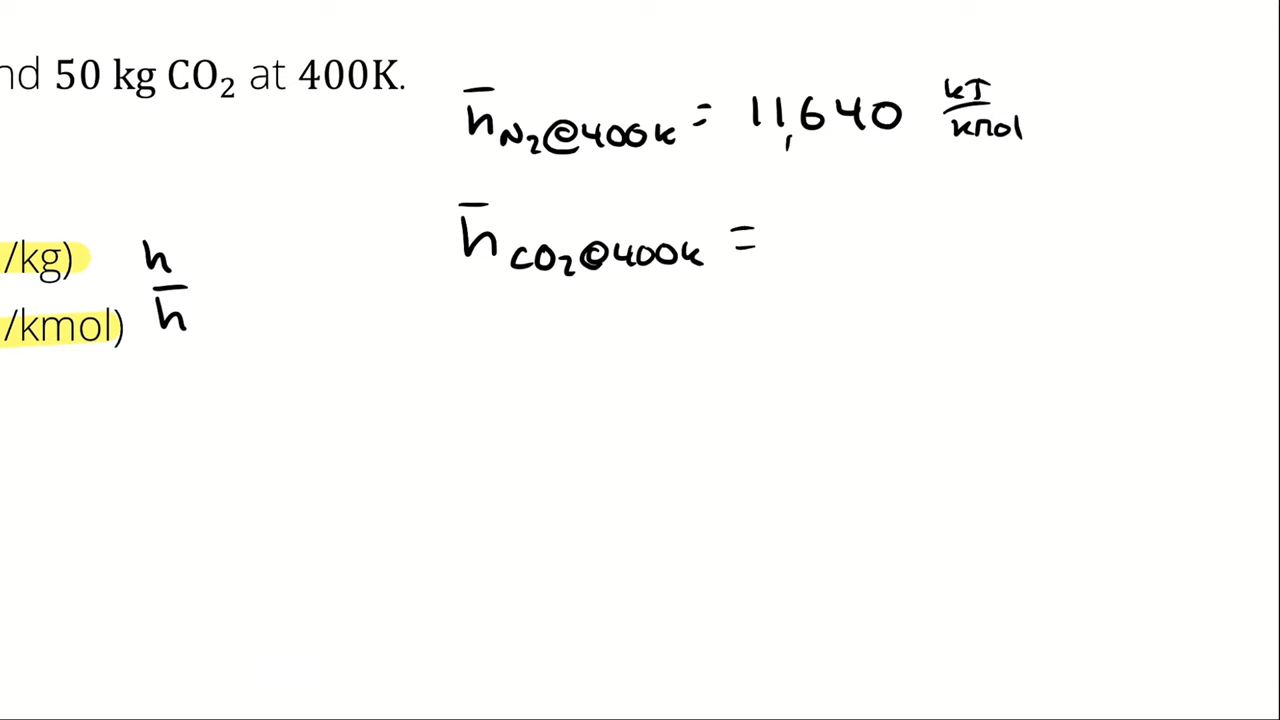 nd 50 kg CO₂ at 400K.
h̅ N₂@400K = 11,640 kJ/kmol
h̅ CO₂@400K =
/kg) h
/kmol) h̅